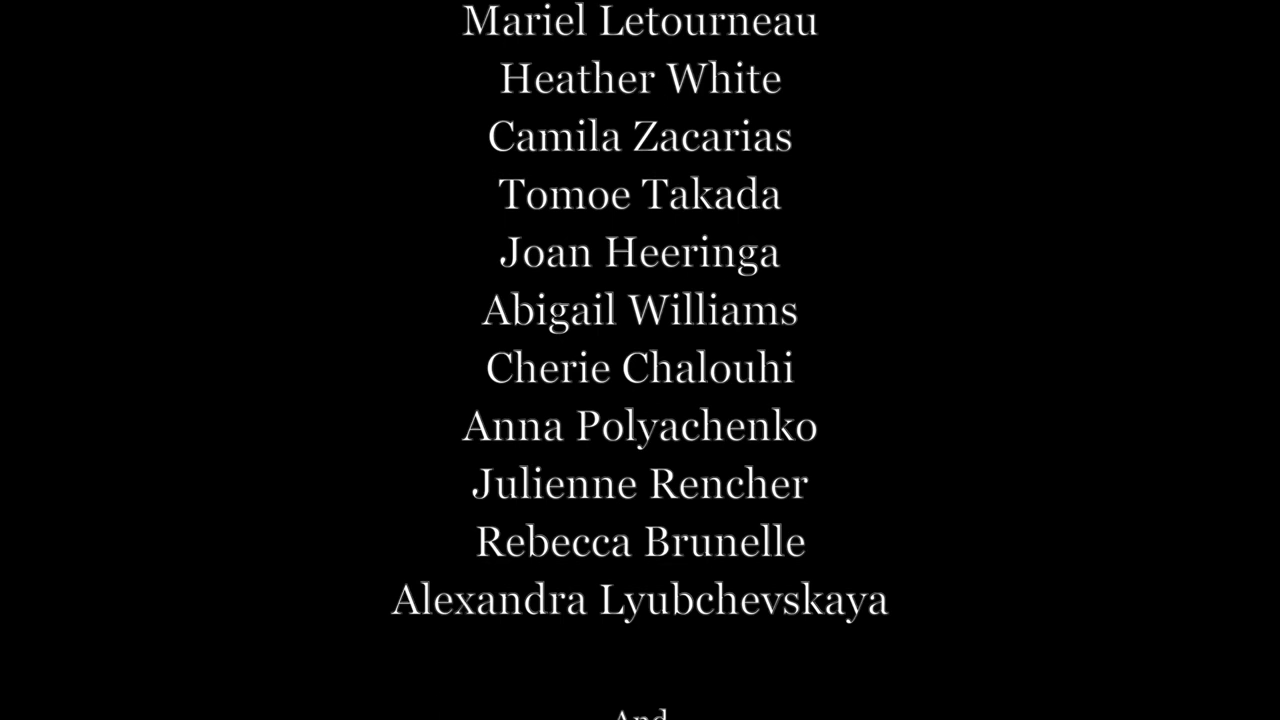 Mariel Letourneau
Heather White
Camila Zacarias
Tomoe Takada
Joan Heeringa
Abigail Williams
Cherie Chalouhi
Anna Polyachenko
Julienne Rencher
Rebecca Brunelle
Alexandra Lyubchevskaya
And